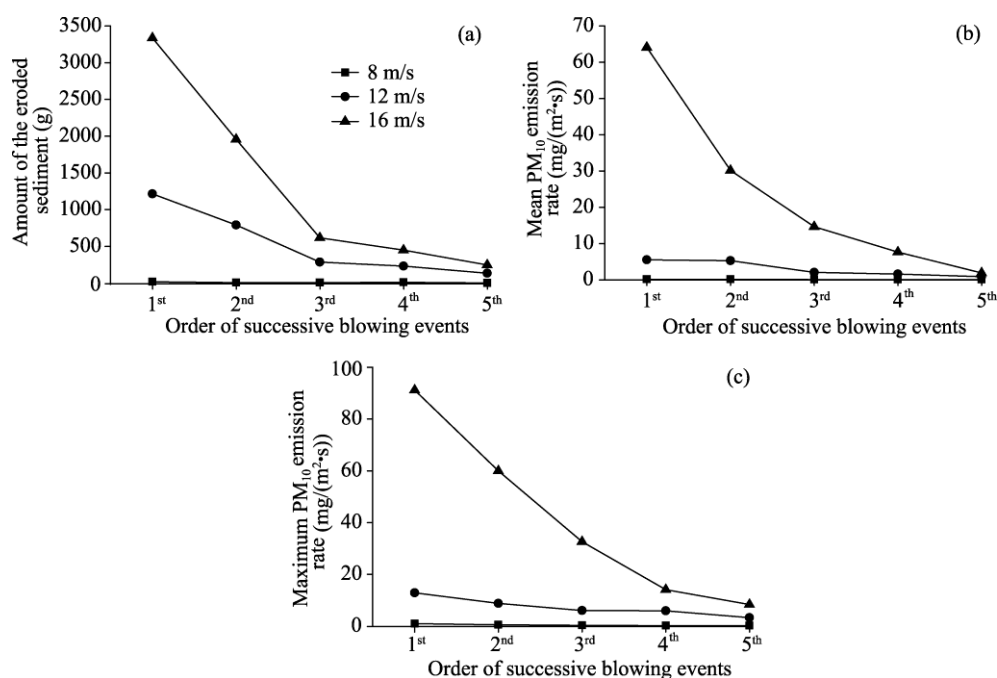 (a)
Amount of the eroded
sediment (g)
3500
3000
2500
2000
1500
1000
500
0
8 m/s
12 m/s
16 m/s
1st
2nd
3rd
4th
5th
Order of successive blowing events
(b)
Mean PM10 emission
rate (mg/(m2•s))
70
60
50
40
30
20
10
0
1st
2nd
3rd
4th
5th
Order of successive blowing events
(c)
Maximum PM10 emission
rate (mg/(m2•s))
100
80
60
40
20
0
1st
2nd
3rd
4th
5th
Order of successive blowing events